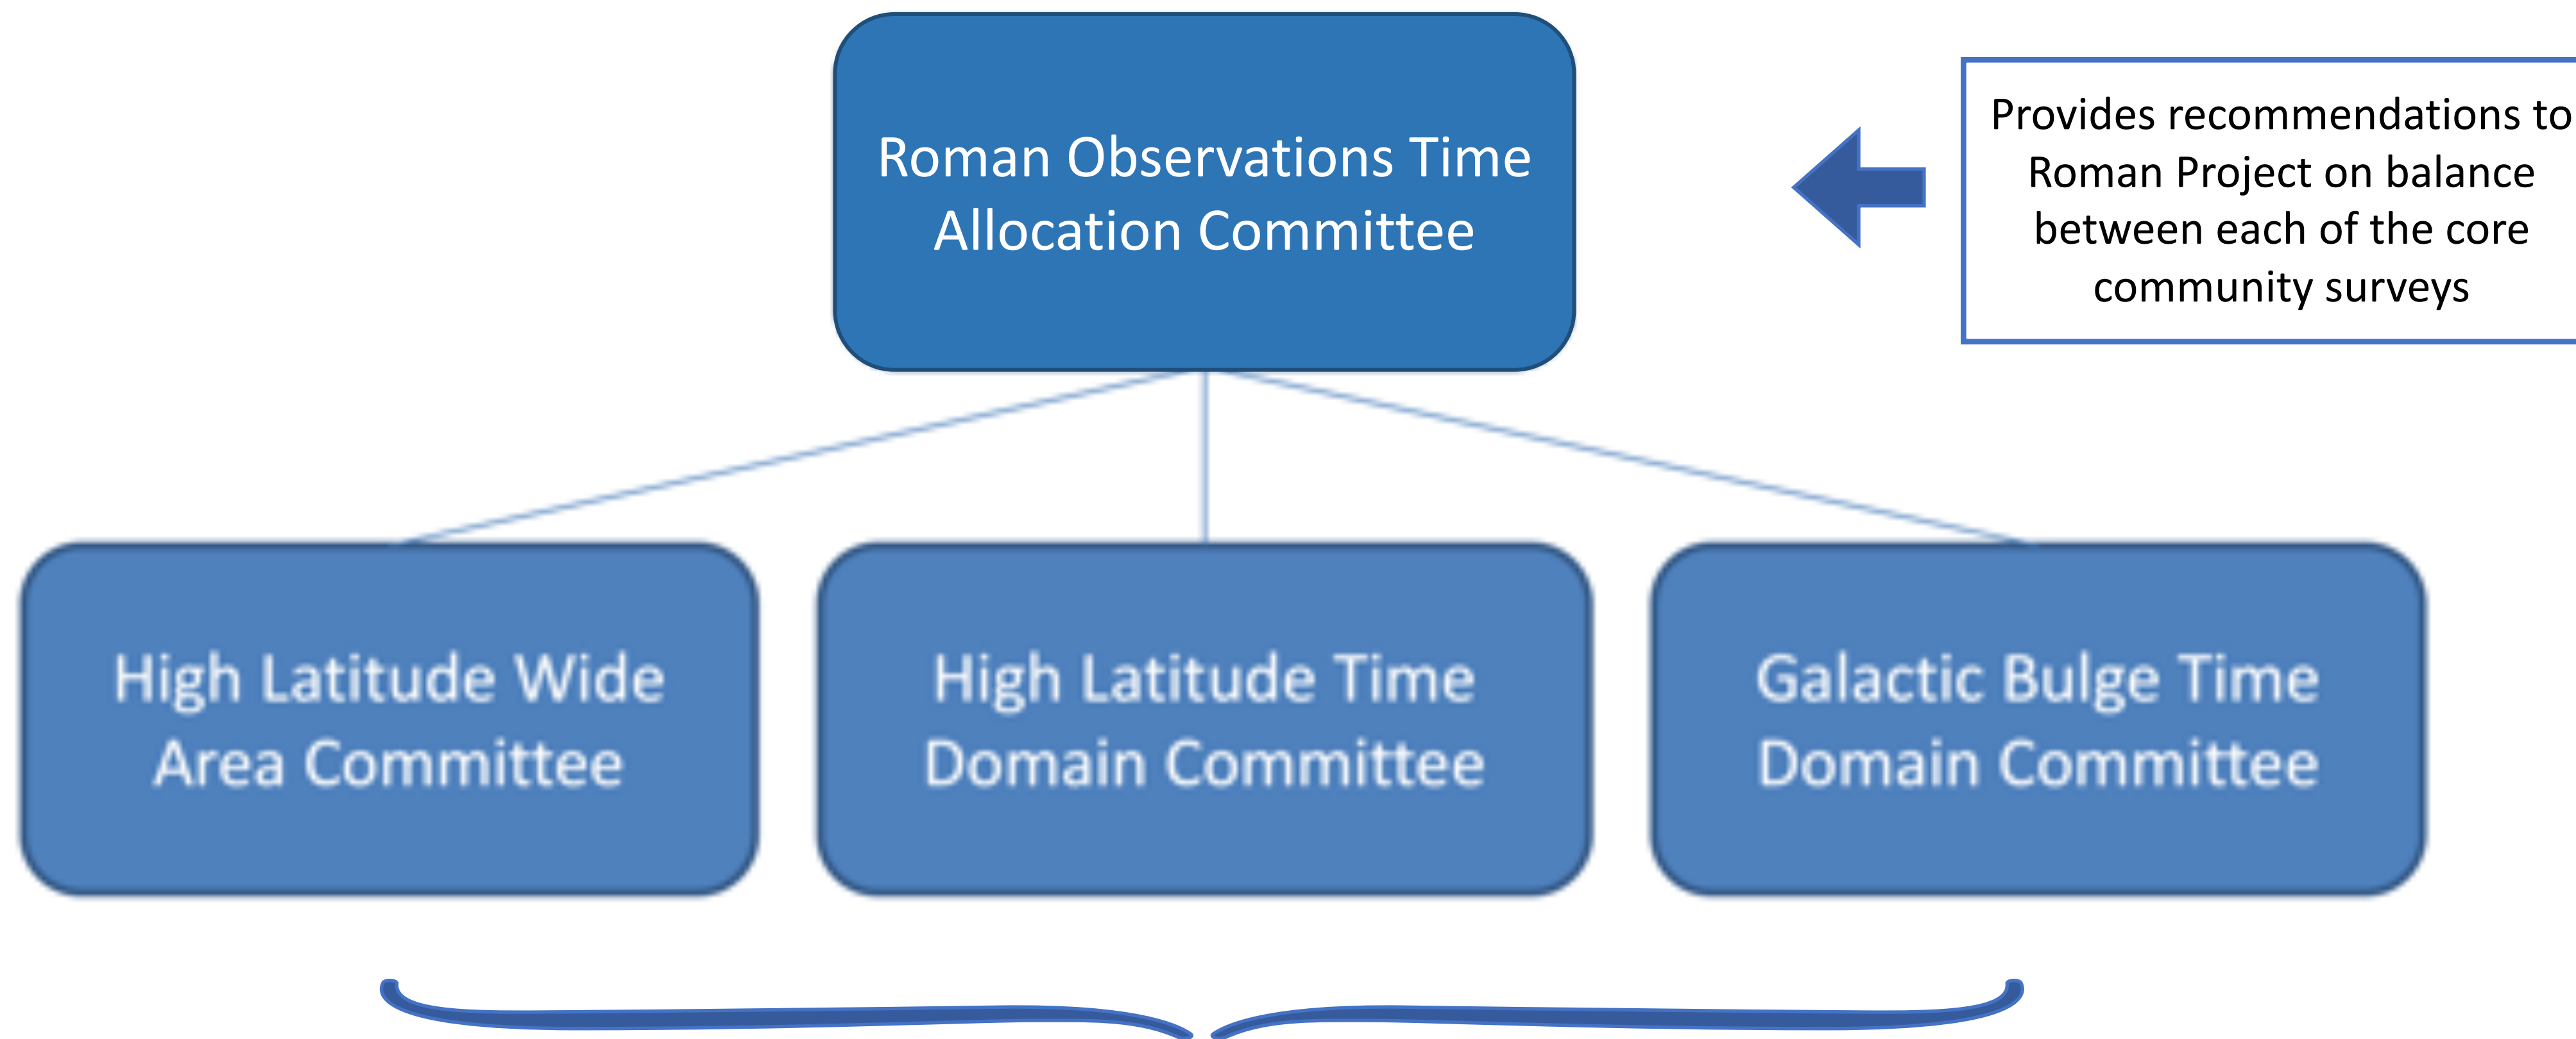 Roman Observations Time
Allocation Committee
Provides recommendations to
Roman Project on balance
between each of the core
community surveys
High Latitude Wide
Area Committee
High Latitude Time
Domain Committee
Galactic Bulge Time
Domain Committee